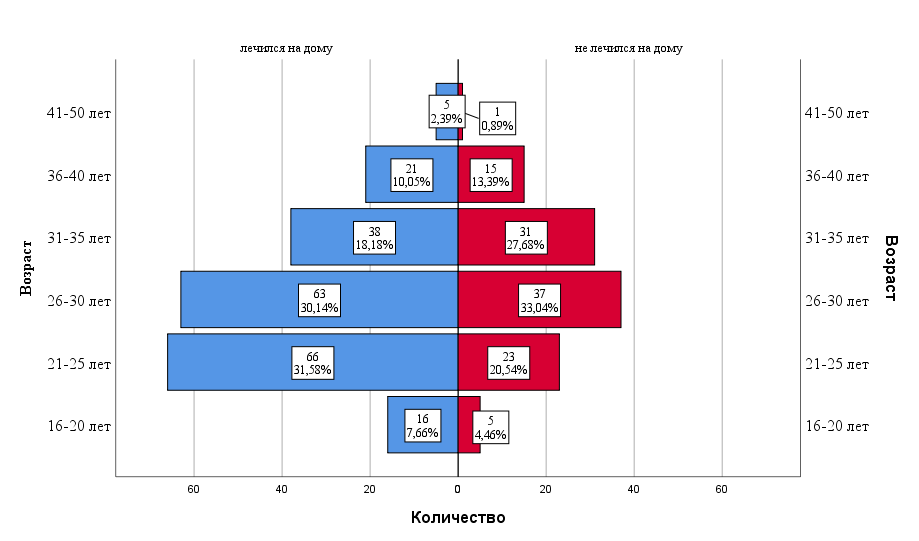 лечился на дому
не лечился на дому
41-50 лет
5
2,39%
1
0,89%
41-50 лет
36-40 лет
21
10,05%
15
13,39%
36-40 лет
31-35 лет
38
18,18%
31
27,68%
31-35 лет
26-30 лет
63
30,14%
37
33,04%
26-30 лет
21-25 лет
66
31,58%
23
20,54%
21-25 лет
16-20 лет
16
7,66%
5
4,46%
16-20 лет
Возраст
Возраст
60 40 20 0 20 40 60
Количество